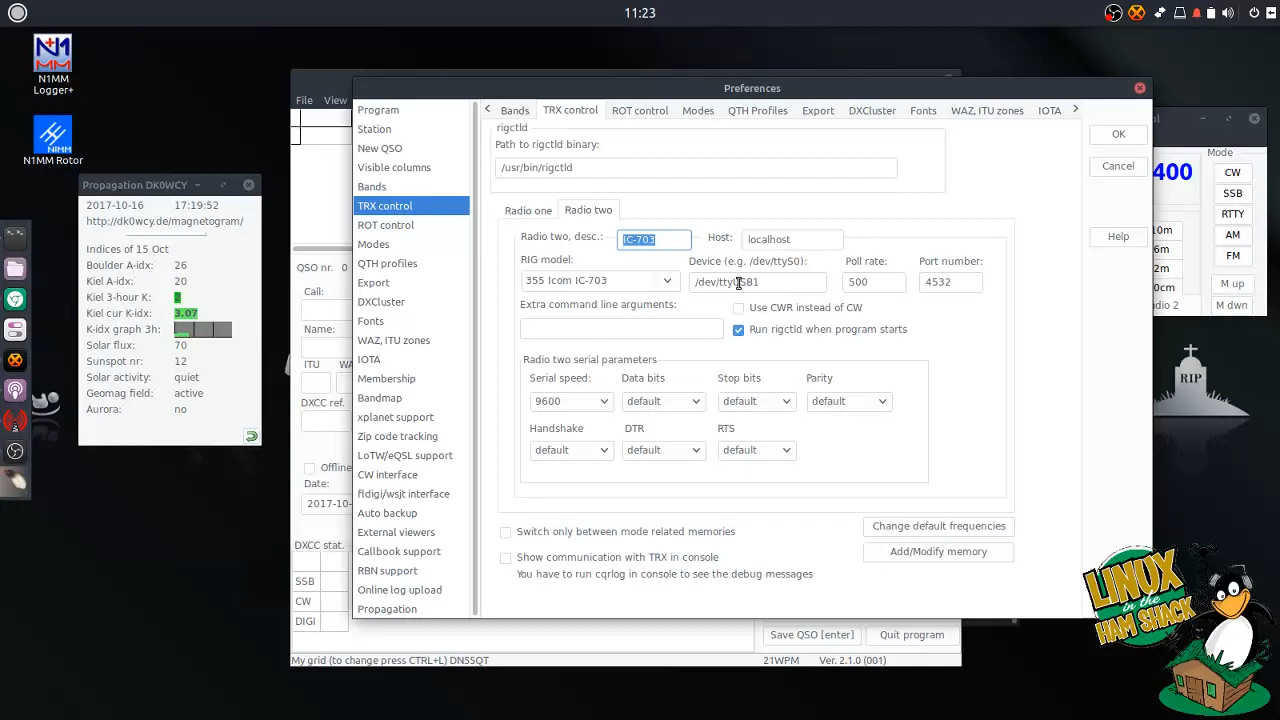 11:23
N1MM
Logger+
N1MM Rotor
Propagation DK0WCY
2017-10-16 17:19:52
http://dk0wcy.de/magnetogram/
Indices of 15 Oct
Boulder A-idx: 26
Kiel A-idx: 20
Kiel 3-hour K: 2
Kiel cur K-idx: 3.07
K-idx graph 3h:
Solar flux: 70
Sunspot nr: 12
Solar activity: quiet
Geomag field: active
Aurora: no
File View
QSO nr. 0
Call:
Name:
ITU
DXCC ref.
Offline
Date:
2017-10-
DXCC stat.
SSB
CW
DIGI
Save QSO [enter] Quit program
My grid (to change press CTRL+L) DN55QT 21WPM Ver. 2.1.0 (001)
Preferences
Program
Station
New QSO
Visible columns
Bands
TRX control
ROT control
Modes
QTH profiles
Export
DXCluster
Fonts
WAZ, ITU zones
IOTA
Membership
Bandmap
xplanet support
Zip code tracking
LoTW/eQSL support
CW interface
fldigi/wsjt interface
Auto backup
External viewers
Callbook support
RBN support
Online log upload
Propagation
Bands TRX control ROT control Modes QTH Profiles Export DXCluster Fonts WAZ, ITU zones IOTA
rigctld
Path to rigctld binary:
/usr/bin/rigctld
Radio one Radio two
Radio two, desc.: IC-703 Host: localhost
RIG model: Device (e.g. /dev/ttyS0): Poll rate: Port number:
355 Icom IC-703 /dev/ttyUSB1 500 4532
Extra command line arguments: Use CWR instead of CW
Run rigctld when program starts
Radio two serial parameters
Serial speed: Data bits Stop bits Parity
9600 default default default
Handshake DTR RTS
default default default
Switch only between mode related memories
Show communication with TRX in console
You have to run cqrlog in console to see the debug messages
Change default frequencies
Add/Modify memory
OK
Cancel
Help
400
Mode
CW
SSB
RTTY
AM
FM
M up
M dwn
RIP
LINUX
in the
HAM SHACK